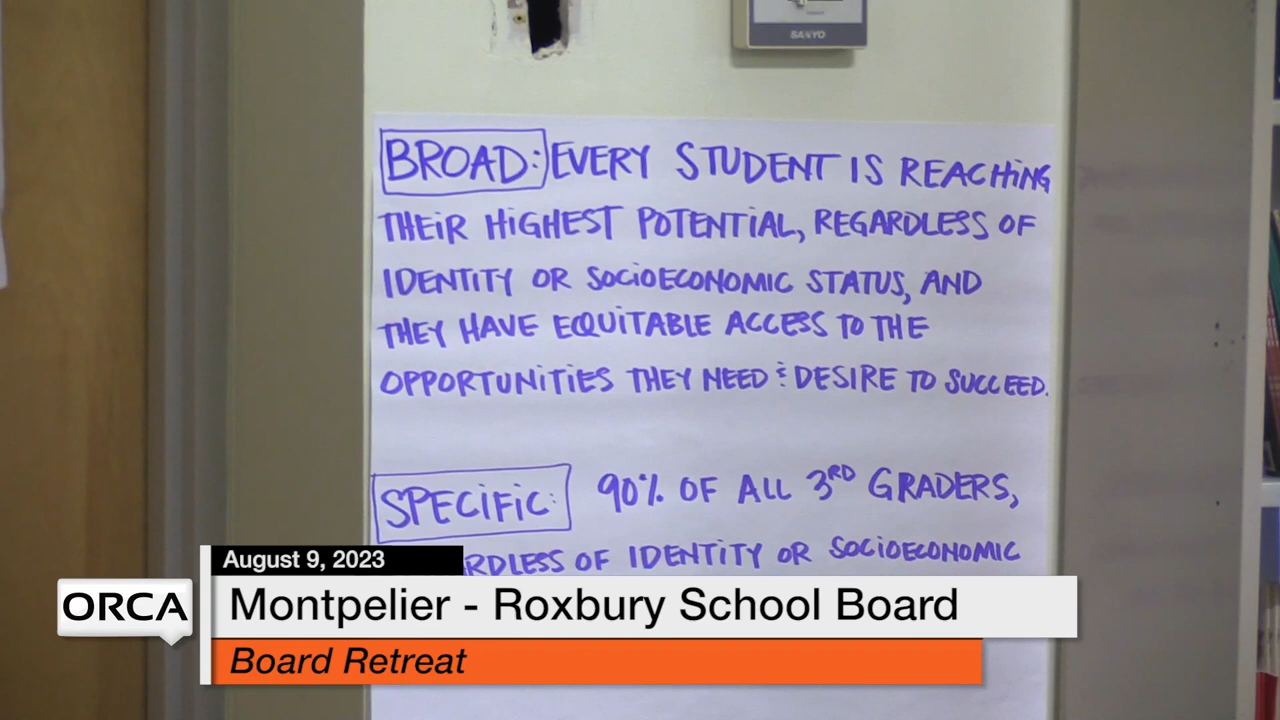 SANYO
BROAD: EVERY STUDENT IS REACHING
THEIR HIGHEST POTENTIAL, REGARDLESS OF
IDENTITY OR SOCIOECONOMIC STATUS, AND
THEY HAVE EQUITABLE ACCESS TO THE
OPPORTUNITIES THEY NEED & DESIRE TO SUCCEED.
SPECIFIC: 90% OF ALL 3RD GRADERS,
RDLESS OF IDENTITY OR SOCIOECONOMIC
August 9, 2023
ORCA
Montpelier - Roxbury School Board
Board Retreat